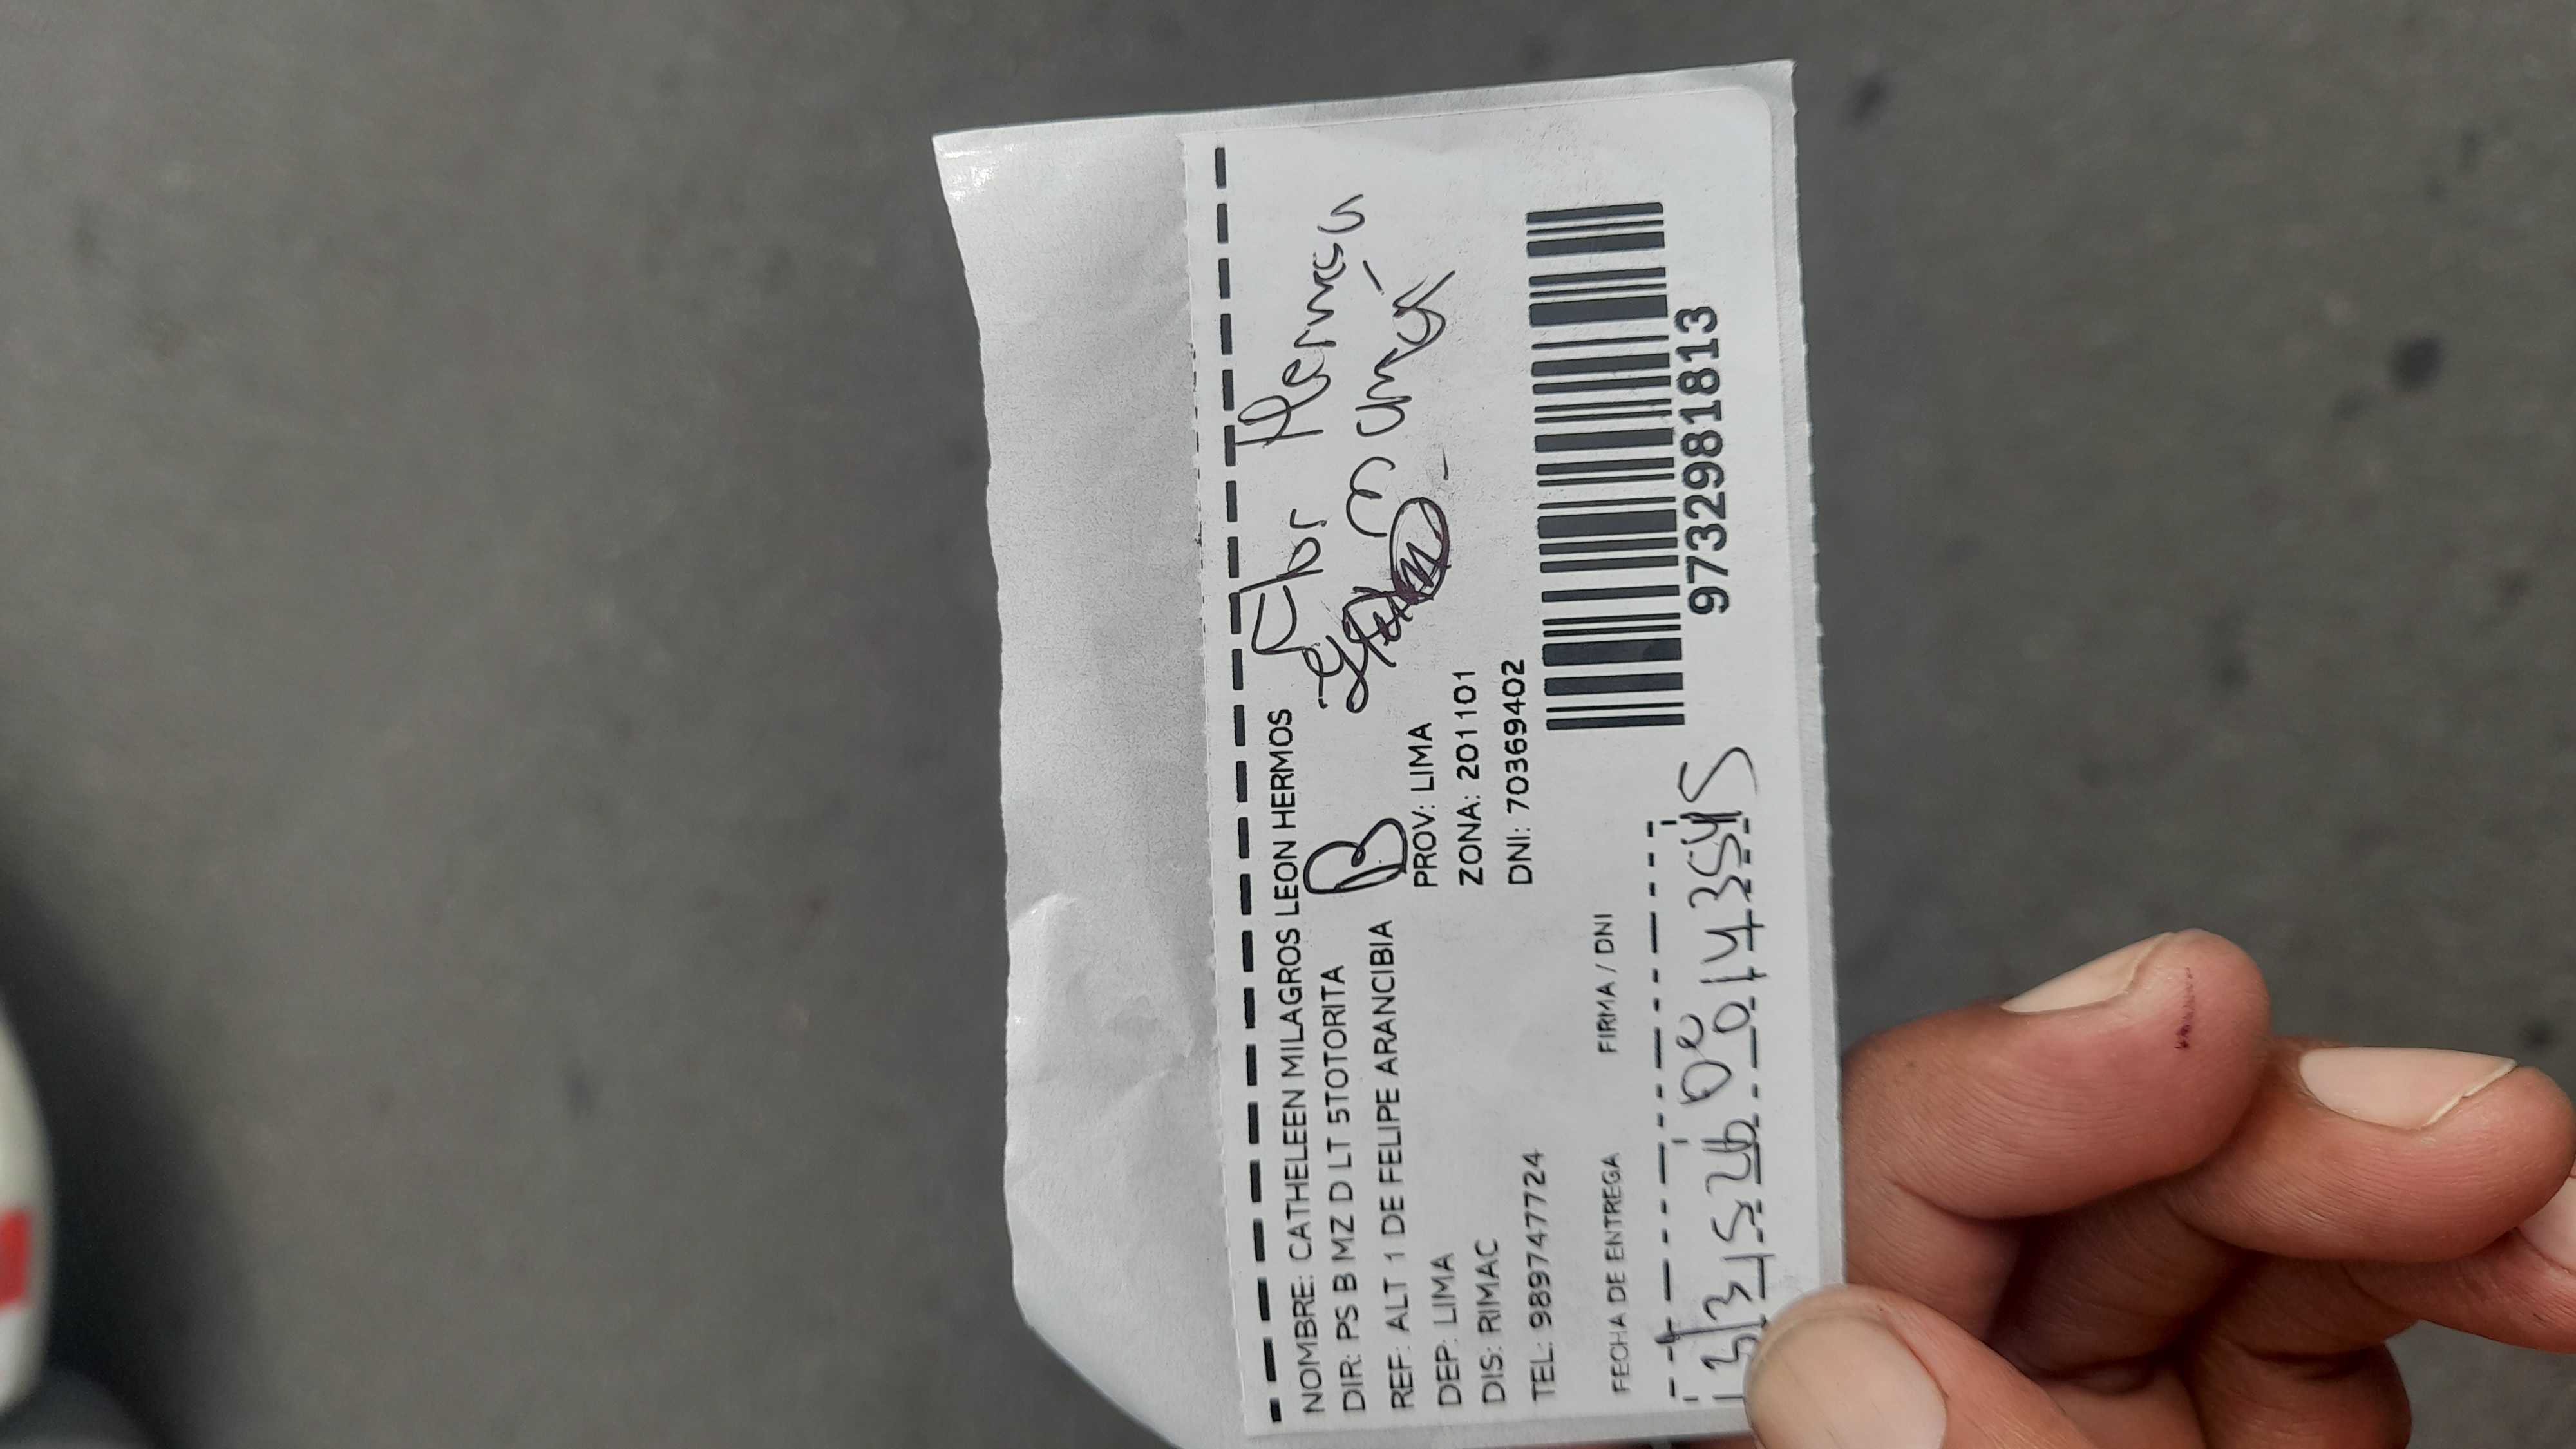 NOMBRE: CATHELEEN MILAGROS LEON HERMOS
DIR: PS B MZ D LT 5TOTORITA
REF: ALT 1 DE FELIPE ARANCIBIA
B
DEP: LIMA PROV: LIMA
DIS: RIMAC ZONA: 201101
TEL: 989747724 DNI: 70369402
FECHA DE ENTREGA FIRMA / DNI
9732981813